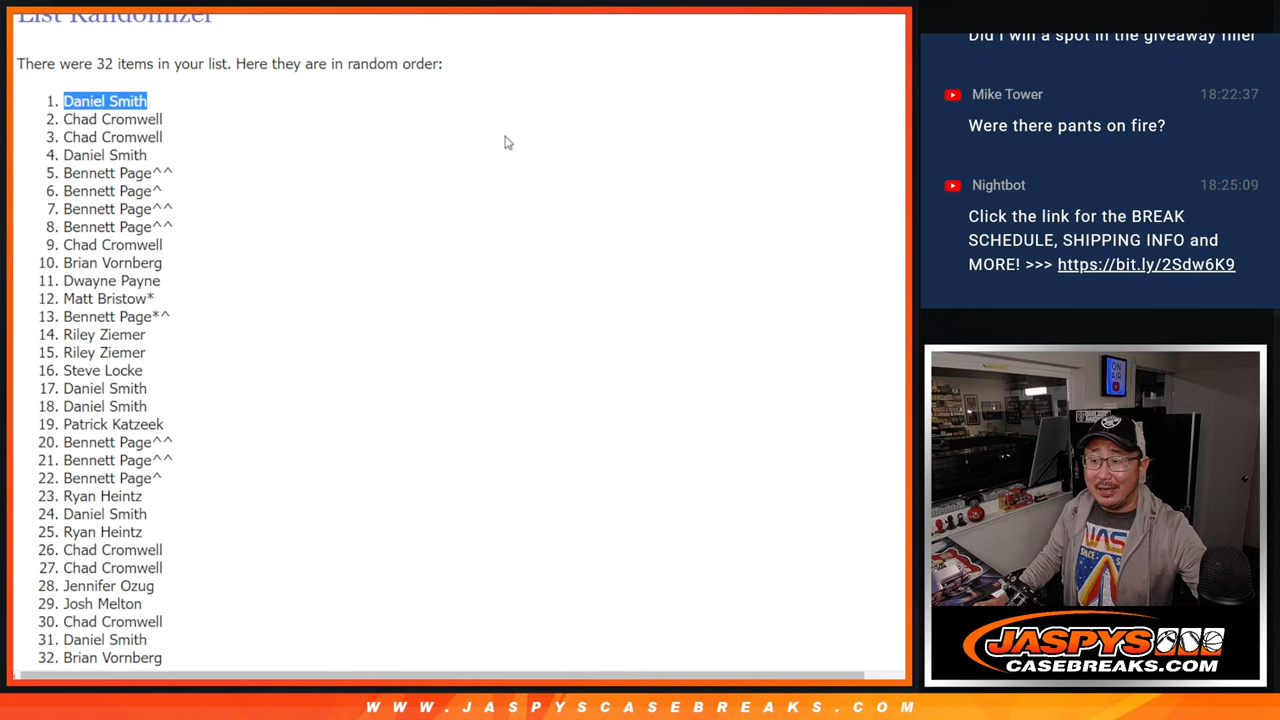 List Randomizer
There were 32 items in your list. Here they are in random order:
1. Daniel Smith
2. Chad Cromwell
3. Chad Cromwell
4. Daniel Smith
5. Bennett Page^^
6. Bennett Page^
7. Bennett Page^^
8. Bennett Page^^
9. Chad Cromwell
10. Brian Vornberg
11. Dwayne Payne
12. Matt Bristow*
13. Bennett Page*^
14. Riley Ziemer
15. Riley Ziemer
16. Steve Locke
17. Daniel Smith
18. Daniel Smith
19. Patrick Katzeek
20. Bennett Page^^
21. Bennett Page^^
22. Bennett Page^
23. Ryan Heintz
24. Daniel Smith
25. Ryan Heintz
26. Chad Cromwell
27. Chad Cromwell
28. Jennifer Ozug
29. Josh Melton
30. Chad Cromwell
31. Daniel Smith
32. Brian Vornberg
Did I win a spot in the giveaway filler
Mike Tower 18:22:37
Were there pants on fire?
Nightbot 18:25:09
Click the link for the BREAK
SCHEDULE, SHIPPING INFO and
MORE! >>> https://bit.ly/2Sdw6K9
ON
AIR
JASPYS
CASEBREAKS.COM
WWW.JASPYSCASEBREAKS.COM